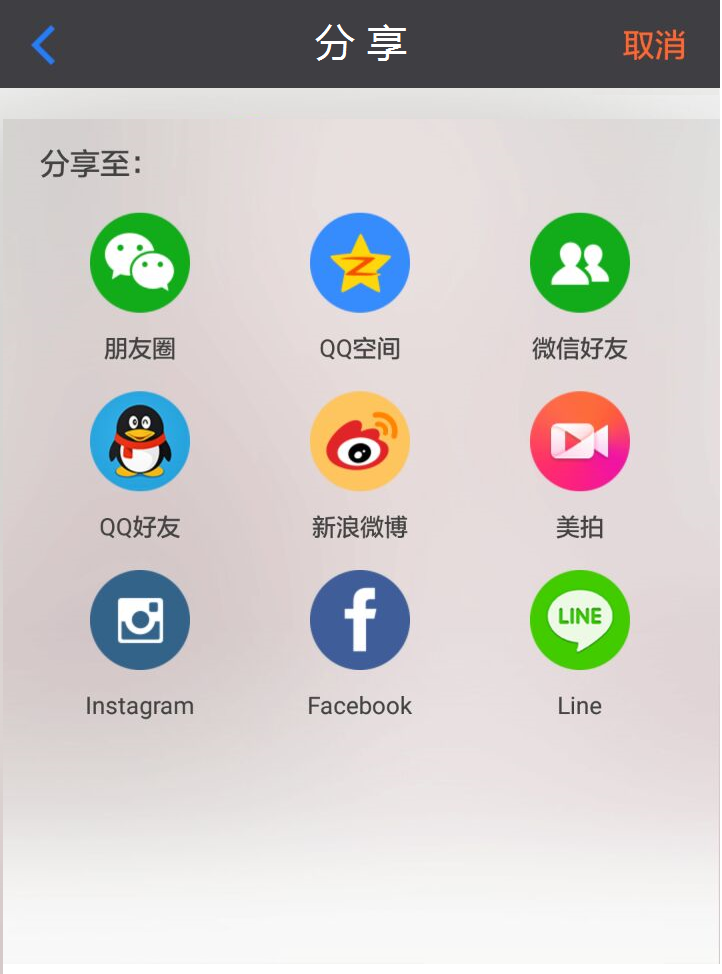 分享
取消
分享至：
朋友圈
QQ空间
微信好友
QQ好友
新浪微博
美拍
LINE
Instagram
Facebook
Line